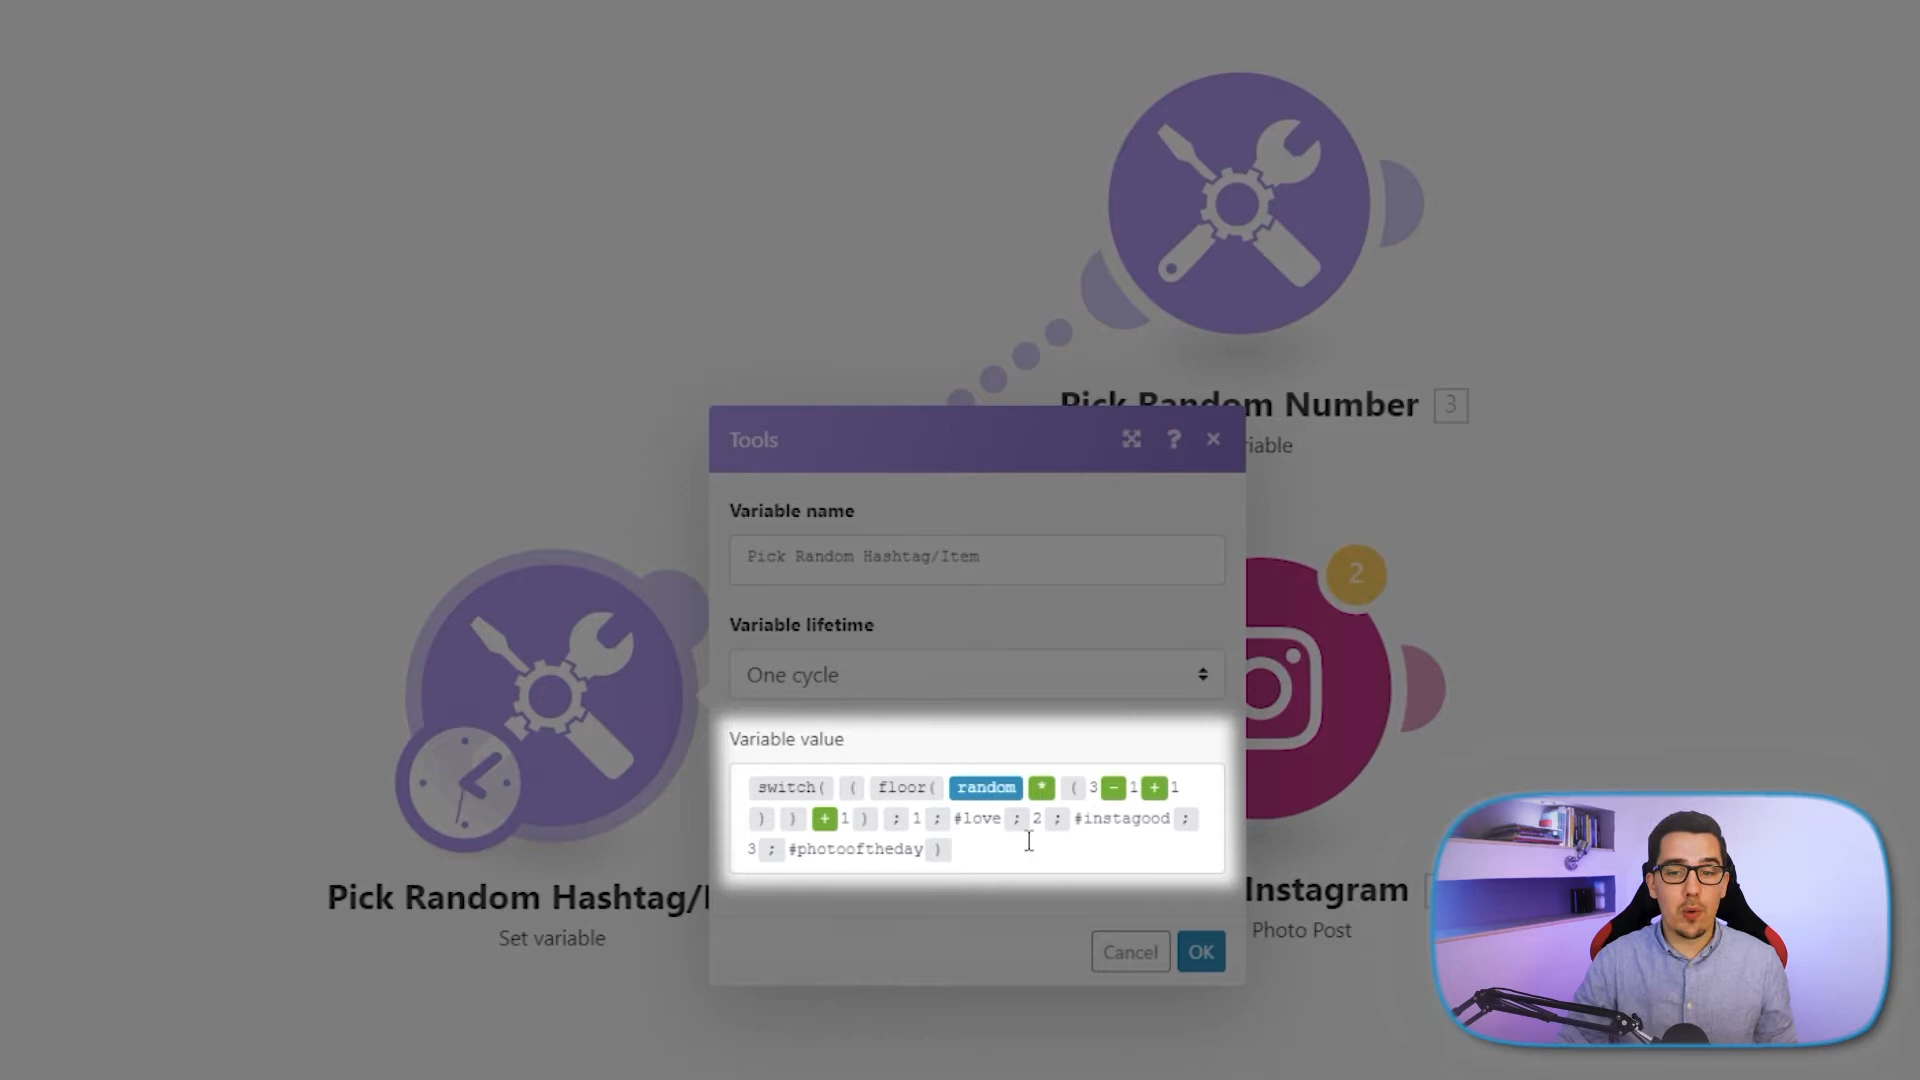 Pick Random Number 3
riable
Tools ? ×
Variable name
Pick Random Hashtag/Item
Variable lifetime
One cycle
2
Variable value
switch( ( floor( random * ( 3 - 1 + 1
) ) + 1 ) ; 1 ; #love ; 2 ; #instagood ;
3 ; #photooftheday )
Pick Random Hashtag/I
Set variable
Instagram
Photo Post
Cancel OK